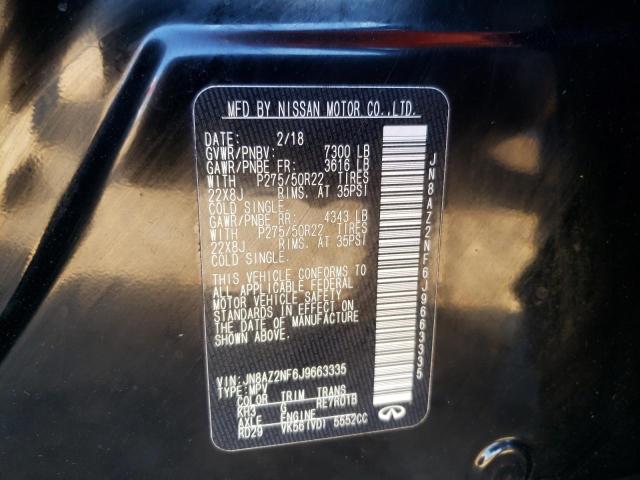 MFD BY NISSAN MOTOR CO.,LTD.
DATE: 2/18
GVWR/PNBV: 7300 LB
GAWR/PNBE FR: 3618 LB
WITH P275/50R22 TIRES
22X8J RIMS. AT 35PSI
COLD SINGLE.
GAWR/PNBE RR: 4343 LB
WITH P275/50R22 TIRES
22X8J RIMS. AT 35PSI
COLD SINGLE.
THIS VEHICLE CONFORMS TO
ALL APPLICABLE FEDERAL
MOTOR VEHICLE SAFETY
STANDARDS IN EFFECT ON
THE DATE OF MANUFACTURE
SHOWN ABOVE.
VIN: JN8AZ2NF6J9663335
TYPE: MPV
COLOR TRIM TRANS
KH3 G RE7R01B
AXLE ENGINE
RD29 VK56(VD) 5552CC
JN8AZ2NF6J9663335